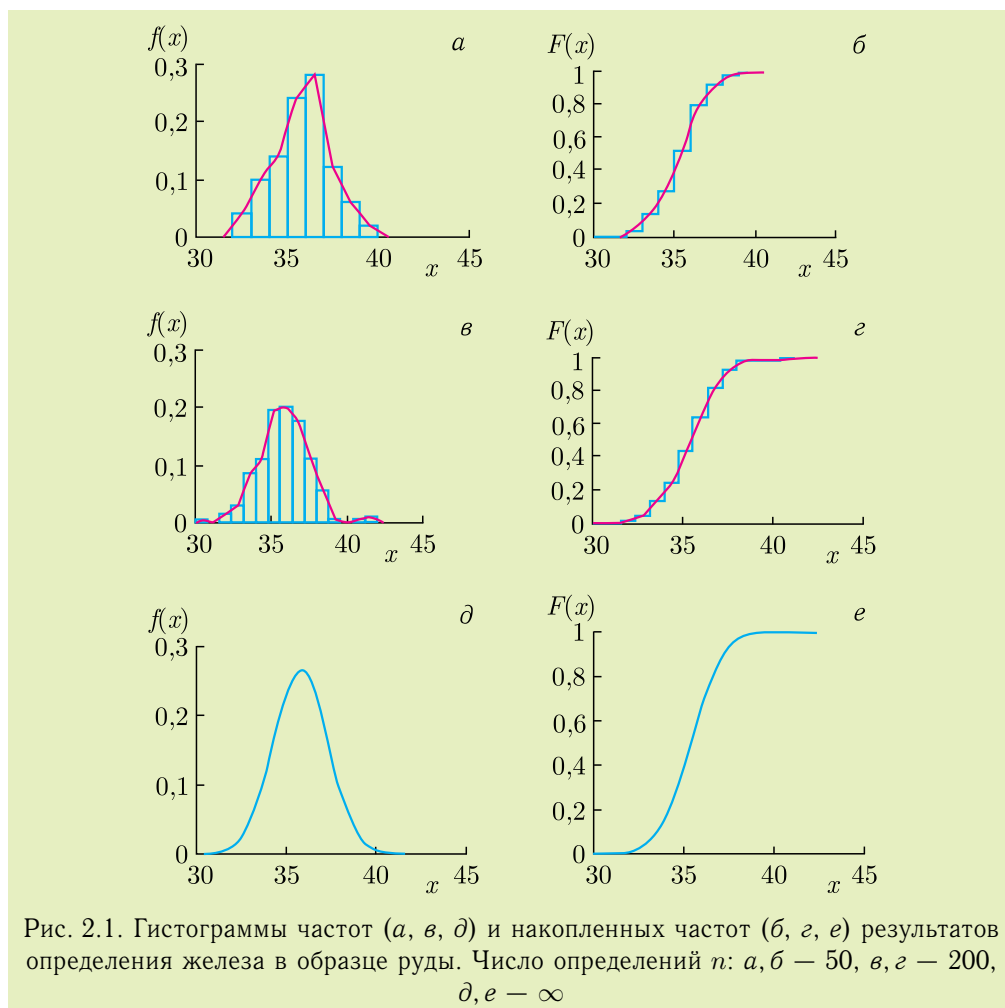 f(x)
а
0,3
0,2
0,1
0
30
35
40
45
x
F(x)
б
1
0,8
0,6
0,4
0,2
0
30
35
40
45
x
f(x)
в
0,3
0,2
0,1
0
30
35
40
45
x
F(x)
г
1
0,8
0,6
0,4
0,2
0
30
35
40
45
x
f(x)
д
0,3
0,2
0,1
0
30
35
40
45
x
F(x)
е
1
0,8
0,6
0,4
0,2
0
30
35
40
45
x
Рис. 2.1. Гистограммы частот (а, в, д) и накопленных частот (б, г, е) результатов
определения железа в образце руды. Число определений n: а,б — 50, в,г — 200,
д,е — ∞